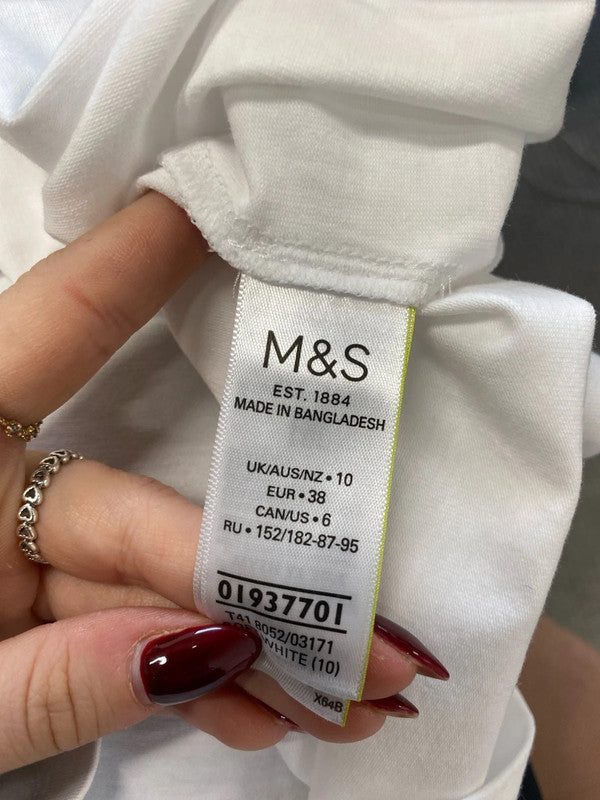 M&S
EST. 1884
MADE IN BANGLADESH
UK/AUS/NZ • 10
EUR • 38
CAN/US • 6
RU • 152/182-87-95
01937701
T41 8052/03171
WHITE (10)
X64B